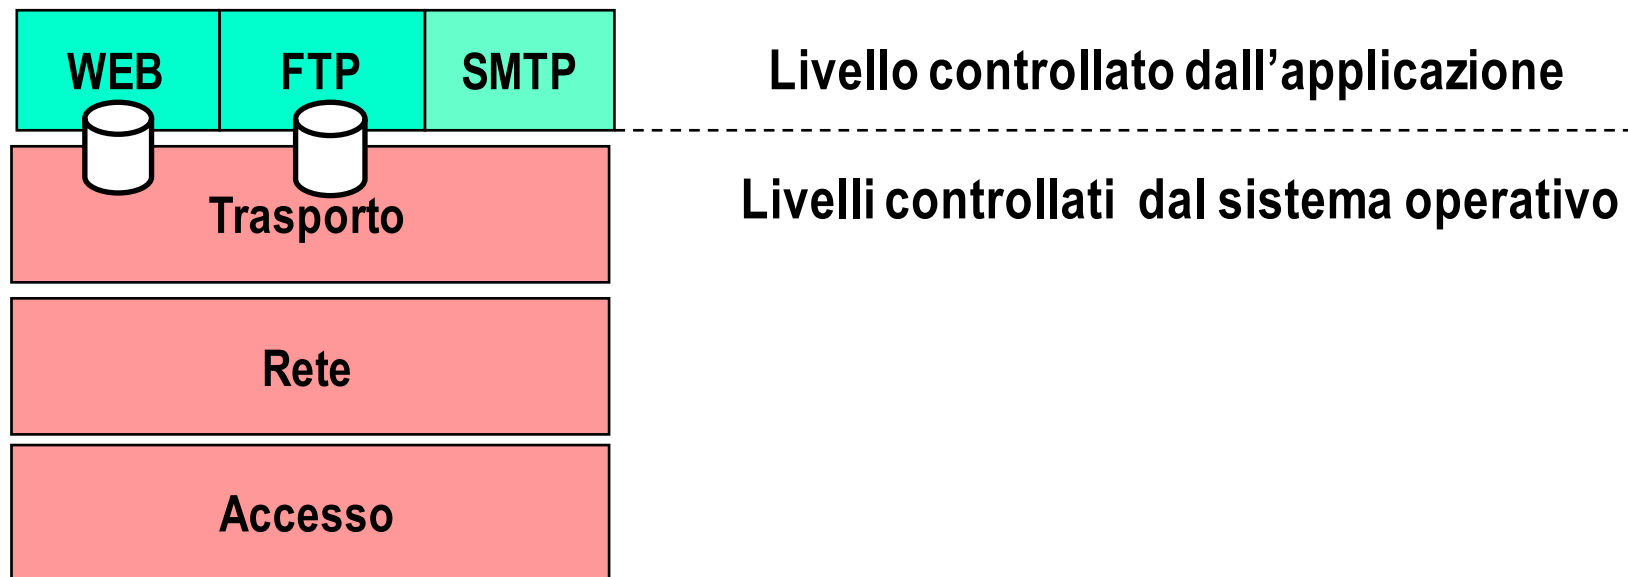 WEB FTP SMTP Livello controllato dall’applicazione
Livelli controllati dal sistema operativo
Trasporto
Rete
Accesso